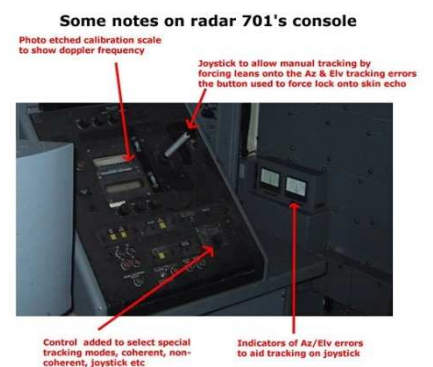 Some notes on radar 701's console
Photo etched calibration scale
to show doppler frequency
Joystick to allow manual tracking by
forcing leans onto the Az & Elv tracking errors
the button used to force lock onto skin echo
Control  added to select special
tracking modes, coherent, non-
coherent, joystick etc
Indicators of Az/Elv errors
to aid tracking on joystick